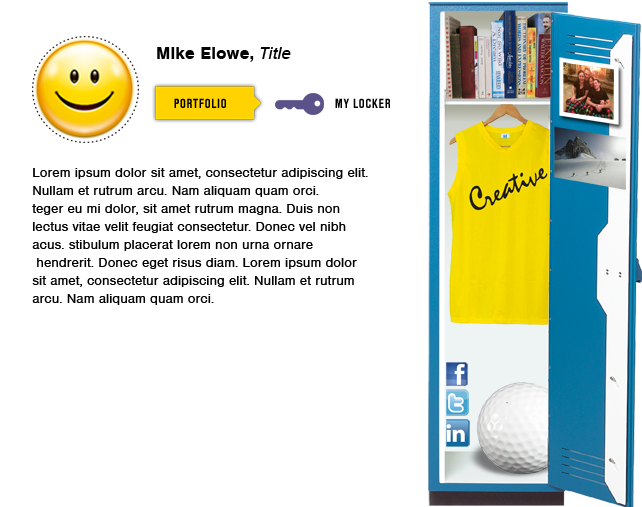 Mike Elowe, Title
PORTFOLIO
MY LOCKER
Lorem ipsum dolor sit amet, consectetur adipiscing elit.
Nullam et rutrum arcu. Nam aliquam quam orci.
teger eu mi dolor, sit amet rutrum magna. Duis non
lectus vitae velit feugiat consectetur. Donec vel nibh
acus. stibulum placerat lorem non urna ornare
hendrerit. Donec eget risus diam. Lorem ipsum dolor
sit amet, consectetur adipiscing elit. Nullam et rutrum
arcu. Nam aliquam quam orci.
Creative
f
t
in